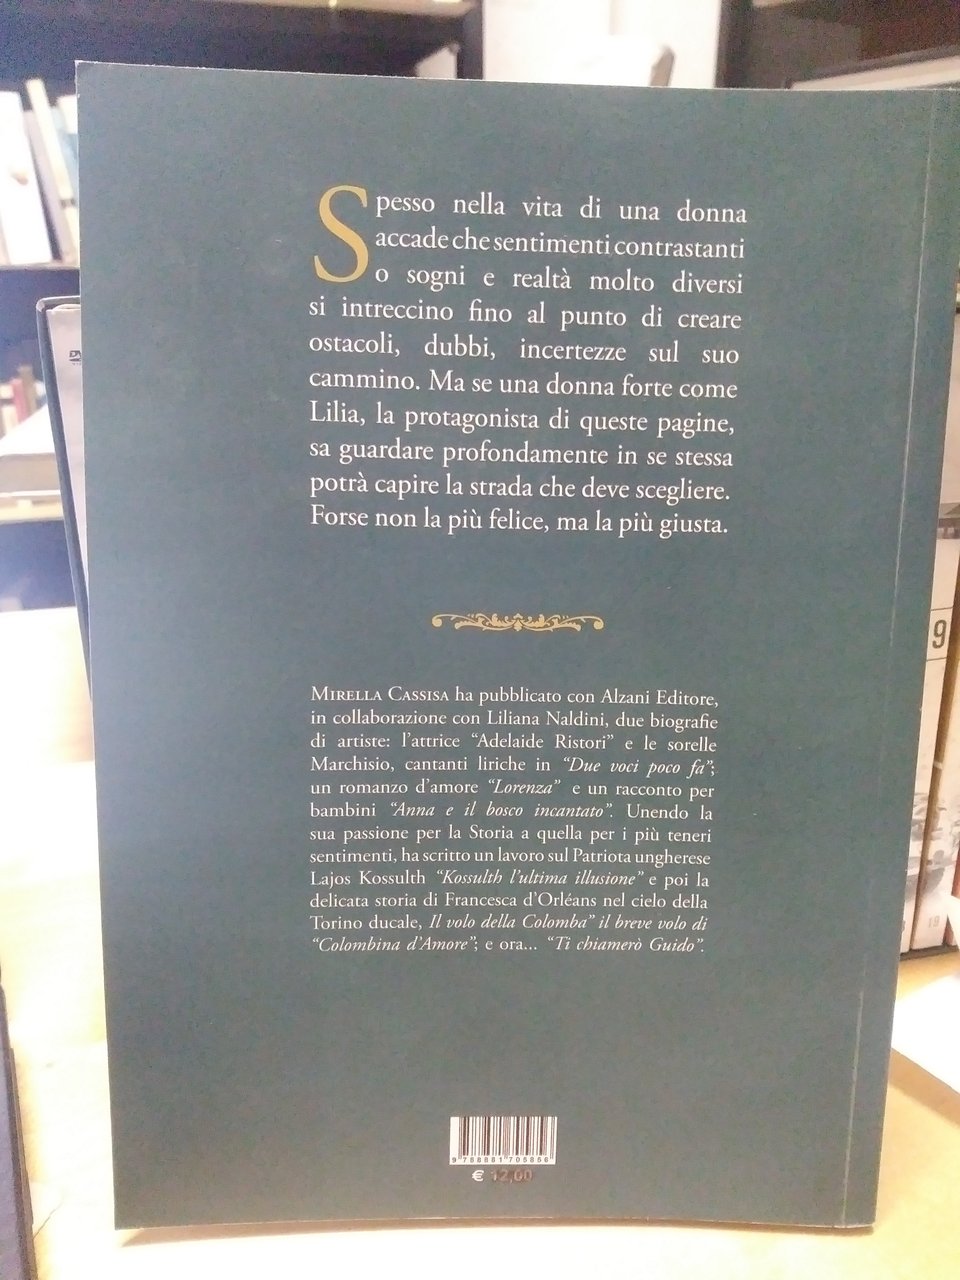 Spesso nella vita di una donna
accade che sentimenti contrastanti
o sogni e realtà molto diversi
si intreccino fino al punto di creare
ostacoli, dubbi, incertezze sul suo
cammino. Ma se una donna forte come
Lilia, la protagonista di queste pagine,
sa guardare profondamente in se stessa
potrà capire la strada che deve scegliere.
Forse non la più felice, ma la più giusta.
MIRELLA CASSISA ha pubblicato con Alzani Editore,
in collaborazione con Liliana Naldini, due biografie
di artiste: l'attrice "Adelaide Ristori" e le sorelle
Marchisio, cantanti liriche in "Due voci poco fa";
un romanzo d'amore "Lorenza" e un racconto per
bambini "Anna e il bosco incantato". Unendo la
sua passione per la Storia a quella per i più teneri
sentimenti, ha scritto un lavoro sul Patriota ungherese
Lajos Kossulth "Kossulth l'ultima illusione" e poi la
delicata storia di Francesca d'Orléans nel cielo della
Torino ducale, Il volo della Colomba" il breve volo di
"Colombina d'Amore"; e ora... "Ti chiamerò Guido".
9 788881 705856
€ 12,00
9
19